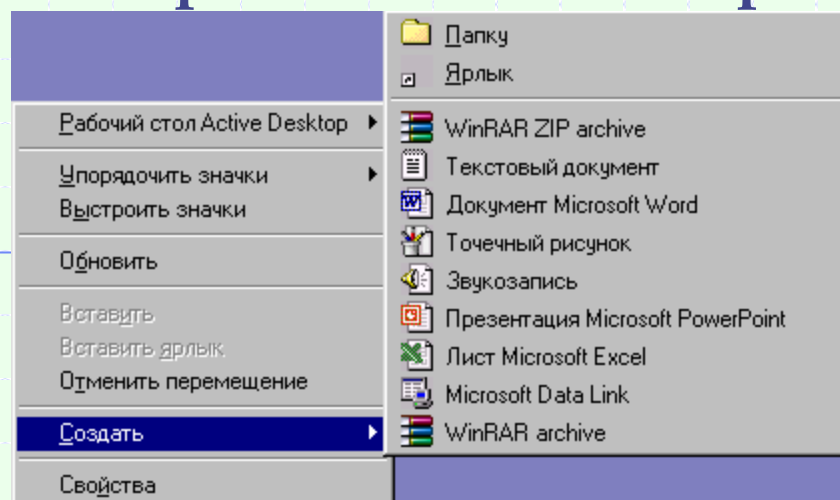 Рабочий стол Active Desktop
Упорядочить значки
Выстроить значки
Обновить
Вставить
Вставить ярлык
Отменить перемещение
Создать
Свойства
Папку
Ярлык
WinRAR ZIP archive
Текстовый документ
Документ Microsoft Word
Точечный рисунок
Звукозапись
Презентация Microsoft PowerPoint
Лист Microsoft Excel
Microsoft Data Link
WinRAR archive